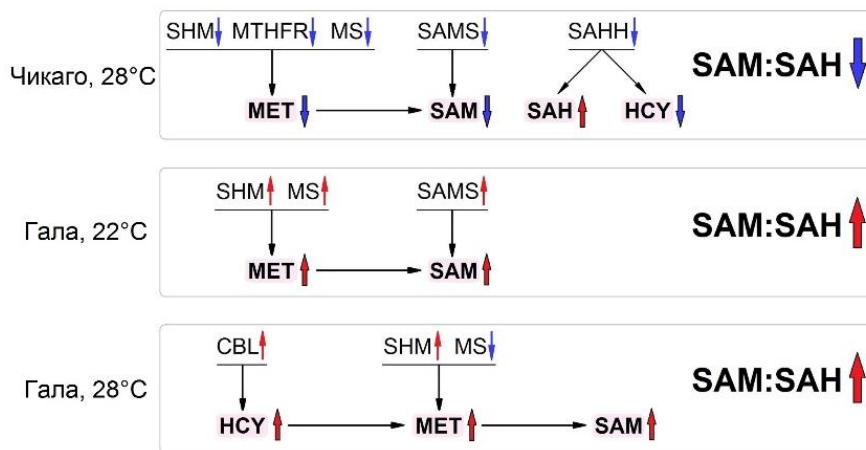 SHM MTHFR MS SAMS SAHH
Чикаго, 28°C
SAM:SAH
MET SAM SAH HCY
SHM MS SAMS
Гала, 22°C
SAM:SAH
MET SAM
CBL SHM MS
Гала, 28°C
SAM:SAH
HCY MET SAM